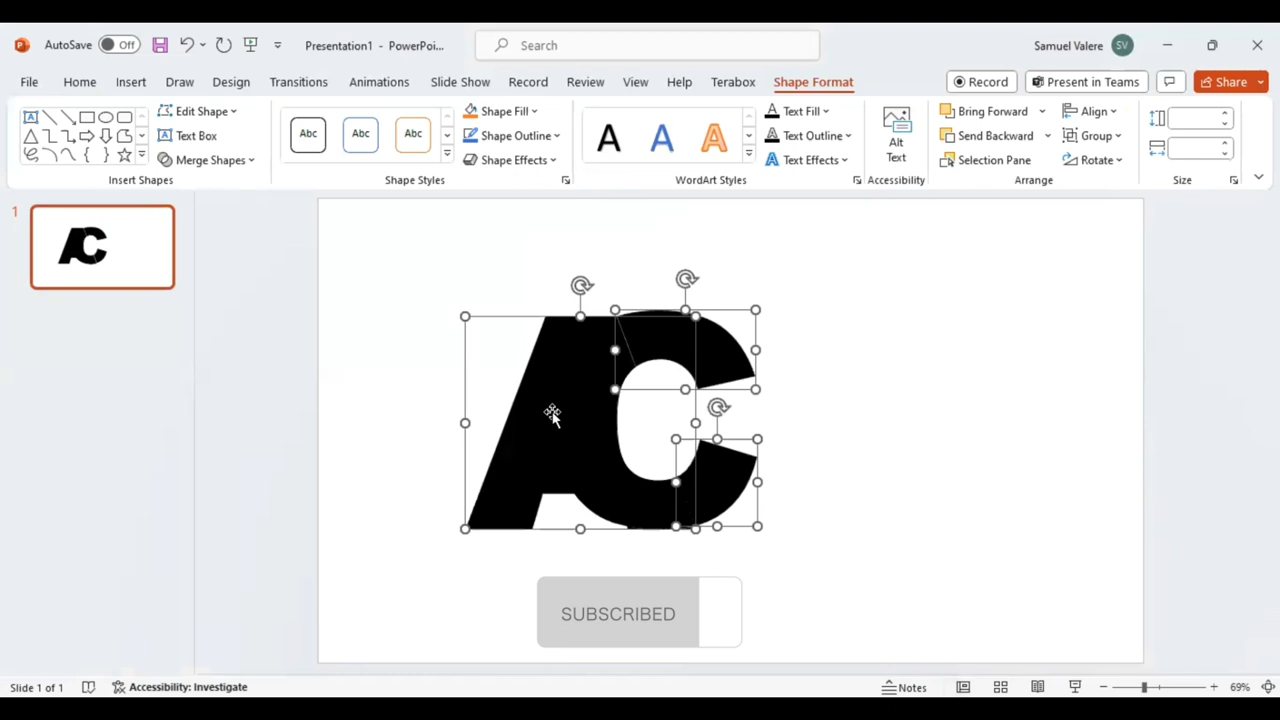 AutoSave Off Presentation1 - PowerPoi... Search Samuel Valere SV
File Home Insert Draw Design Transitions Animations Slide Show Record Review View Help Terabox Shape Format Record Present in Teams Share
Edit Shape Abc Abc Abc Shape Fill A A A Text Fill Alt Text Bring Forward Align
Text Box Shape Outline Text Outline Send Backward Group
Merge Shapes Shape Effects Text Effects Selection Pane Rotate
Insert Shapes Shape Styles WordArt Styles Accessibility Arrange Size
1
AC
AC
SUBSCRIBED
Slide 1 of 1 Accessibility: Investigate Notes 69%